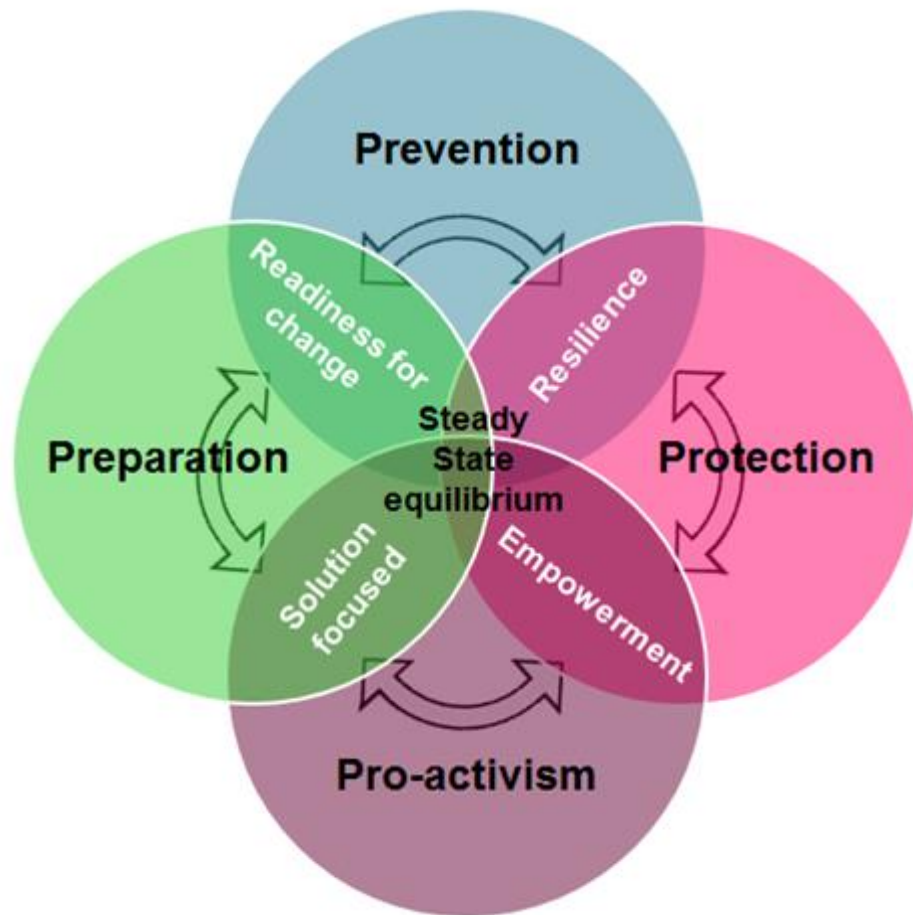 Prevention
Readiness for
change
Resilience
Steady
State
equilibrium
Preparation
Protection
Solution
focused
Empowerment
Pro-activism